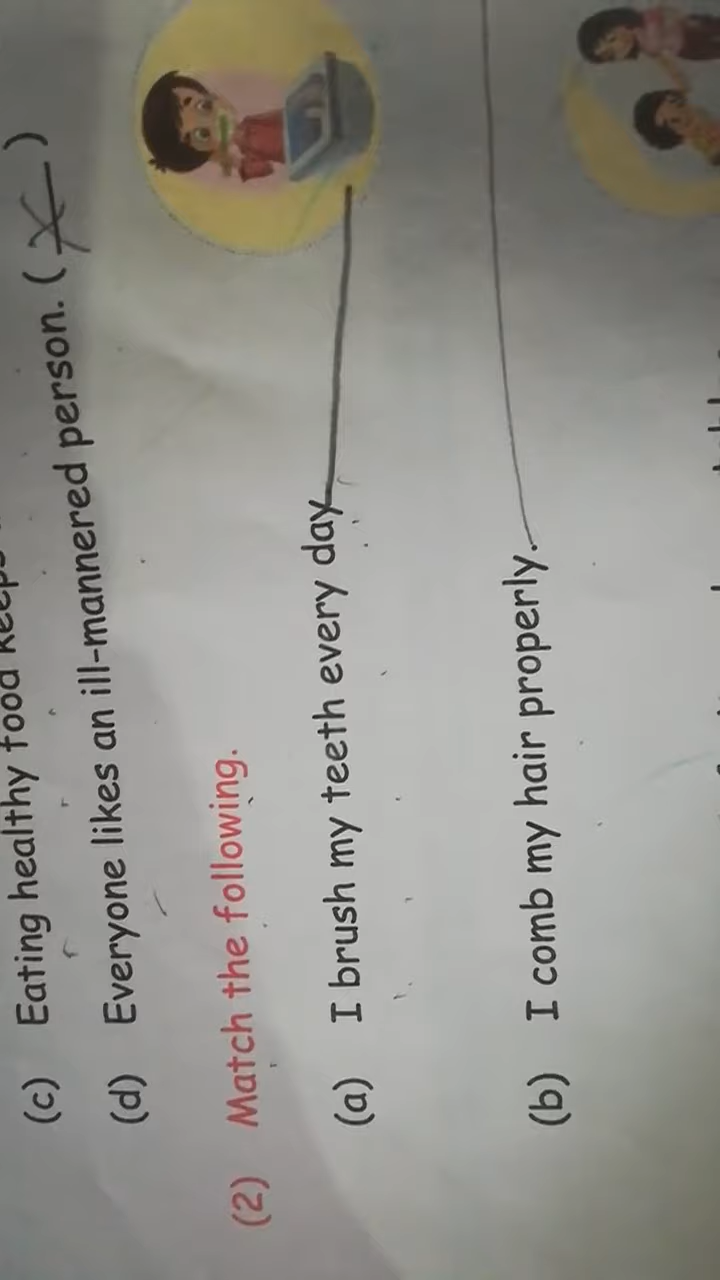 (c) Eating healthy food keeps
(d) Everyone likes an ill-mannered person. (X)
(2) Match the following.
(a) I brush my teeth every day
(b) I comb my hair properly.